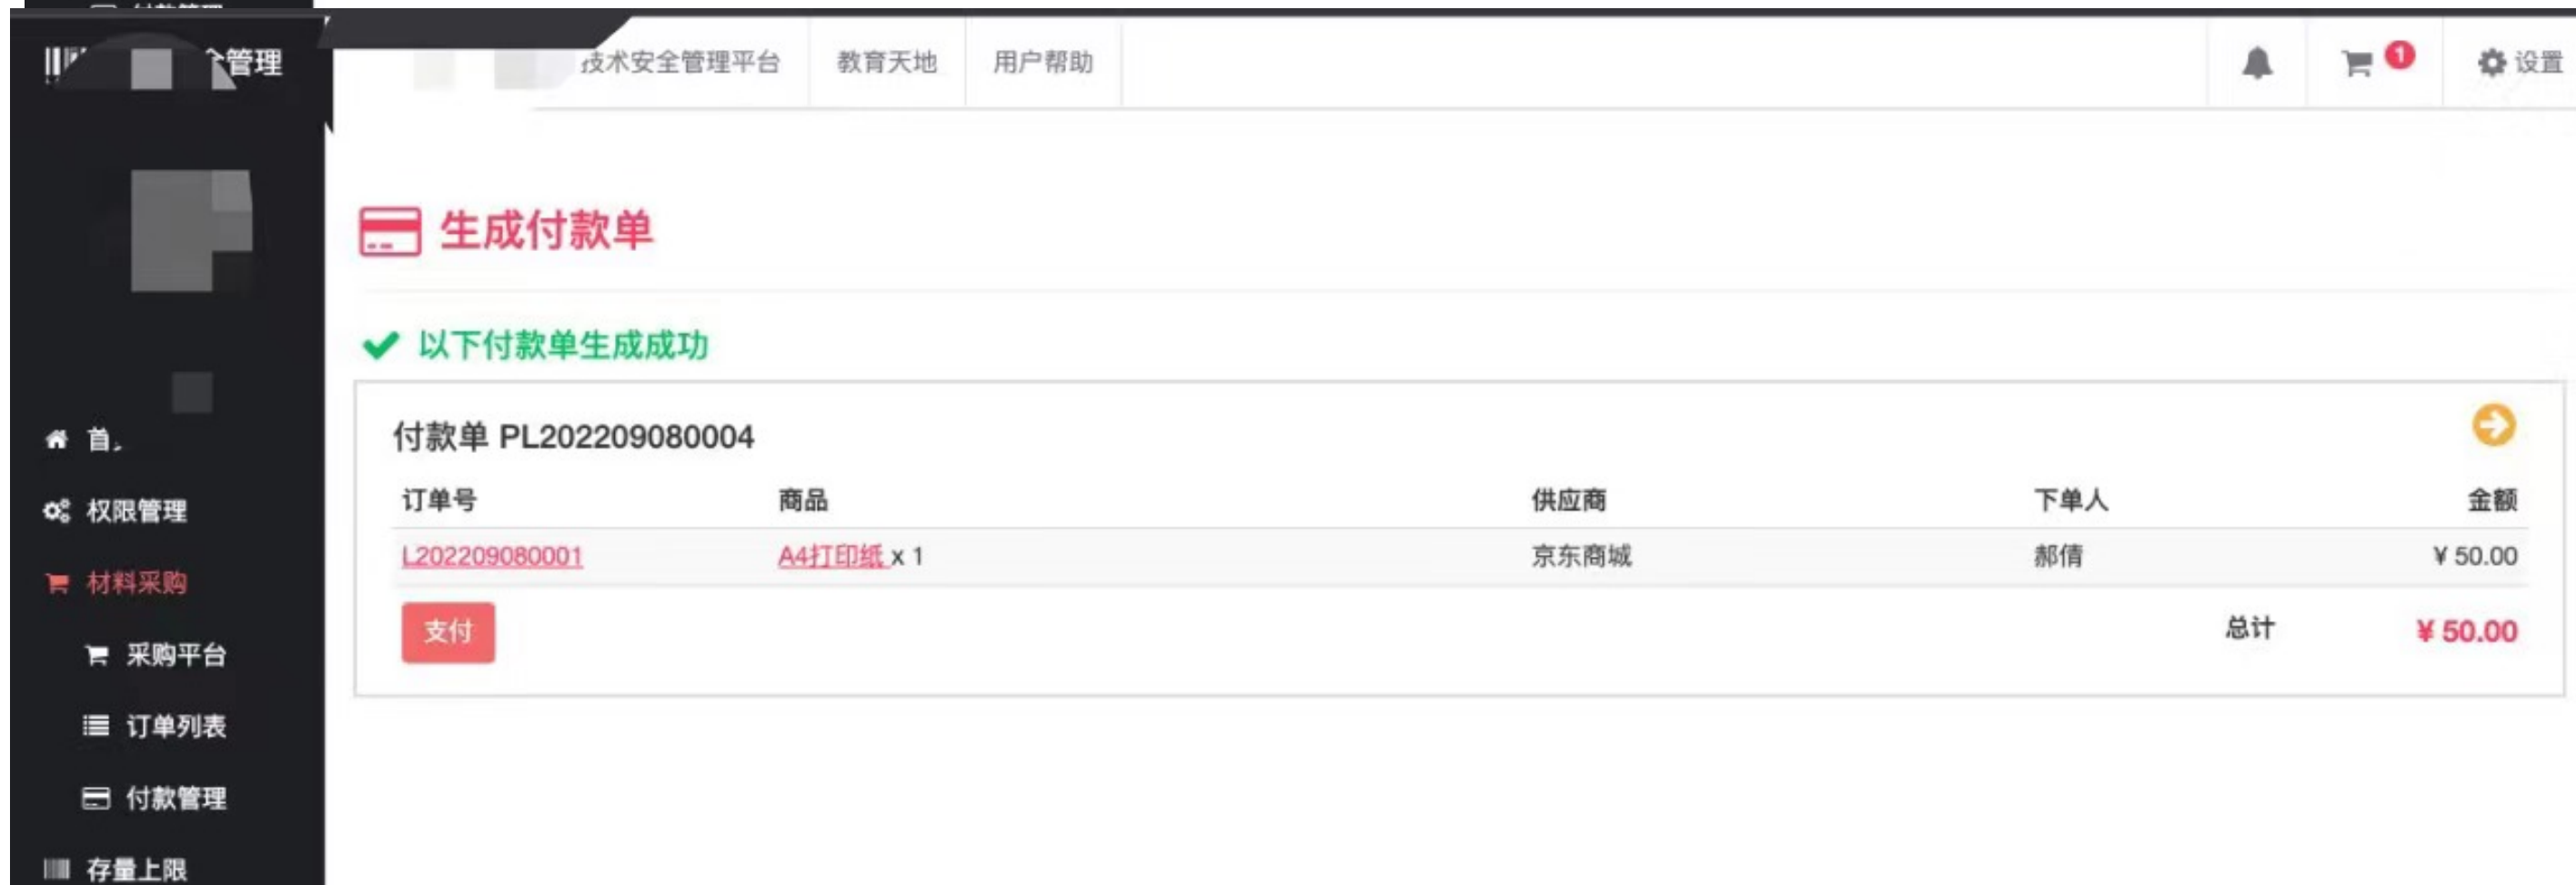 管理
技术安全管理平台
教育天地
用户帮助
1
设置
生成付款单
以下付款单生成成功
付款单 PL202209080004
订单号 商品 供应商 下单人 金额
L202209080001 A4打印纸 x 1 京东商城 郝倩 ¥ 50.00
支付 总计 ¥ 50.00
首
权限管理
材料采购
采购平台
订单列表
付款管理
存量上限